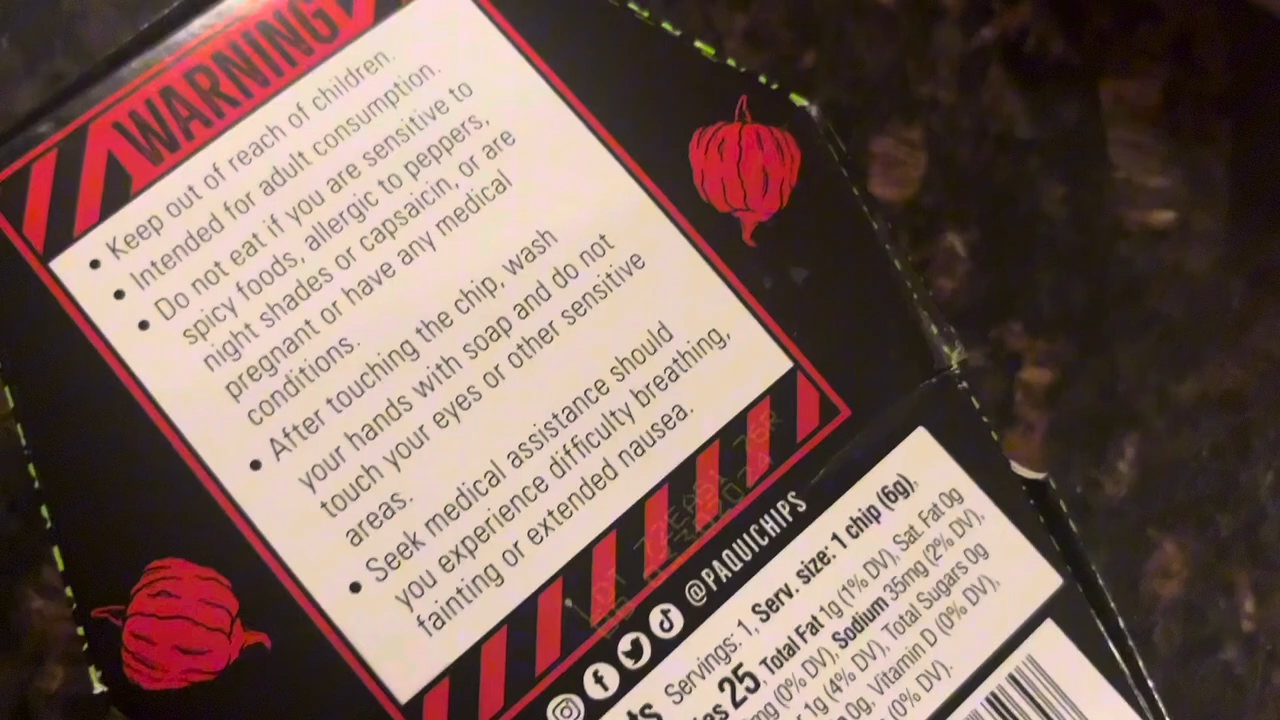 WARNING
• Keep out of reach of children.
• Intended for adult consumption.
• Do not eat if you are sensitive to
spicy foods, allergic to peppers,
night shades or capsaicin, or are
pregnant or have any medical
conditions.
• After touching the chip, wash
your hands with soap and do not
touch your eyes or other sensitive
areas.
• Seek medical assistance should
you experience difficulty breathing,
fainting or extended nausea.
@PAQUICHIPS
Servings: 1, Serv. size: 1 chip (6g),
25, Total Fat 1g (1% DV), Sat. Fat 0g
(0% DV), Sodium 35mg (2% DV),
1g (4% DV), Total Sugars 0g
0g, Vitamin D (0% DV),
(0% DV).